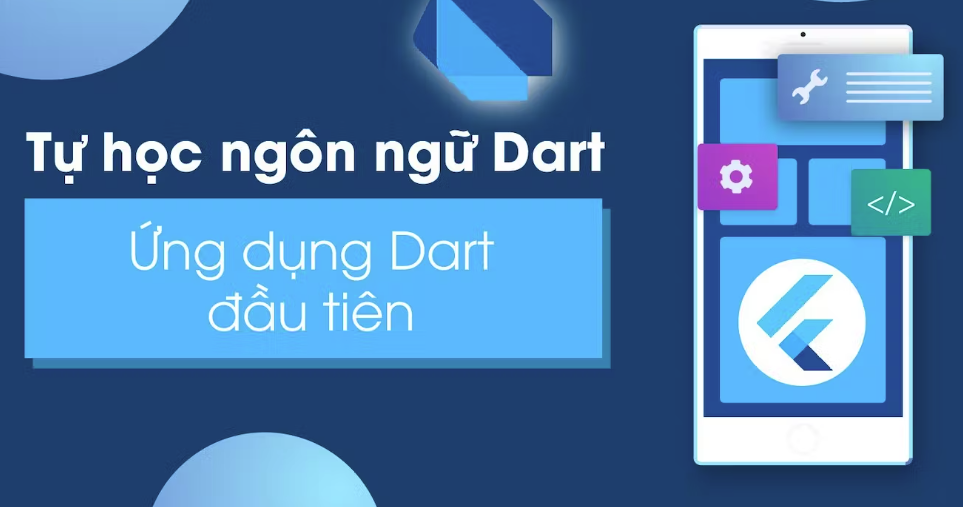 Tự học ngôn ngữ Dart
Ứng dụng Dart
đầu tiên
</>